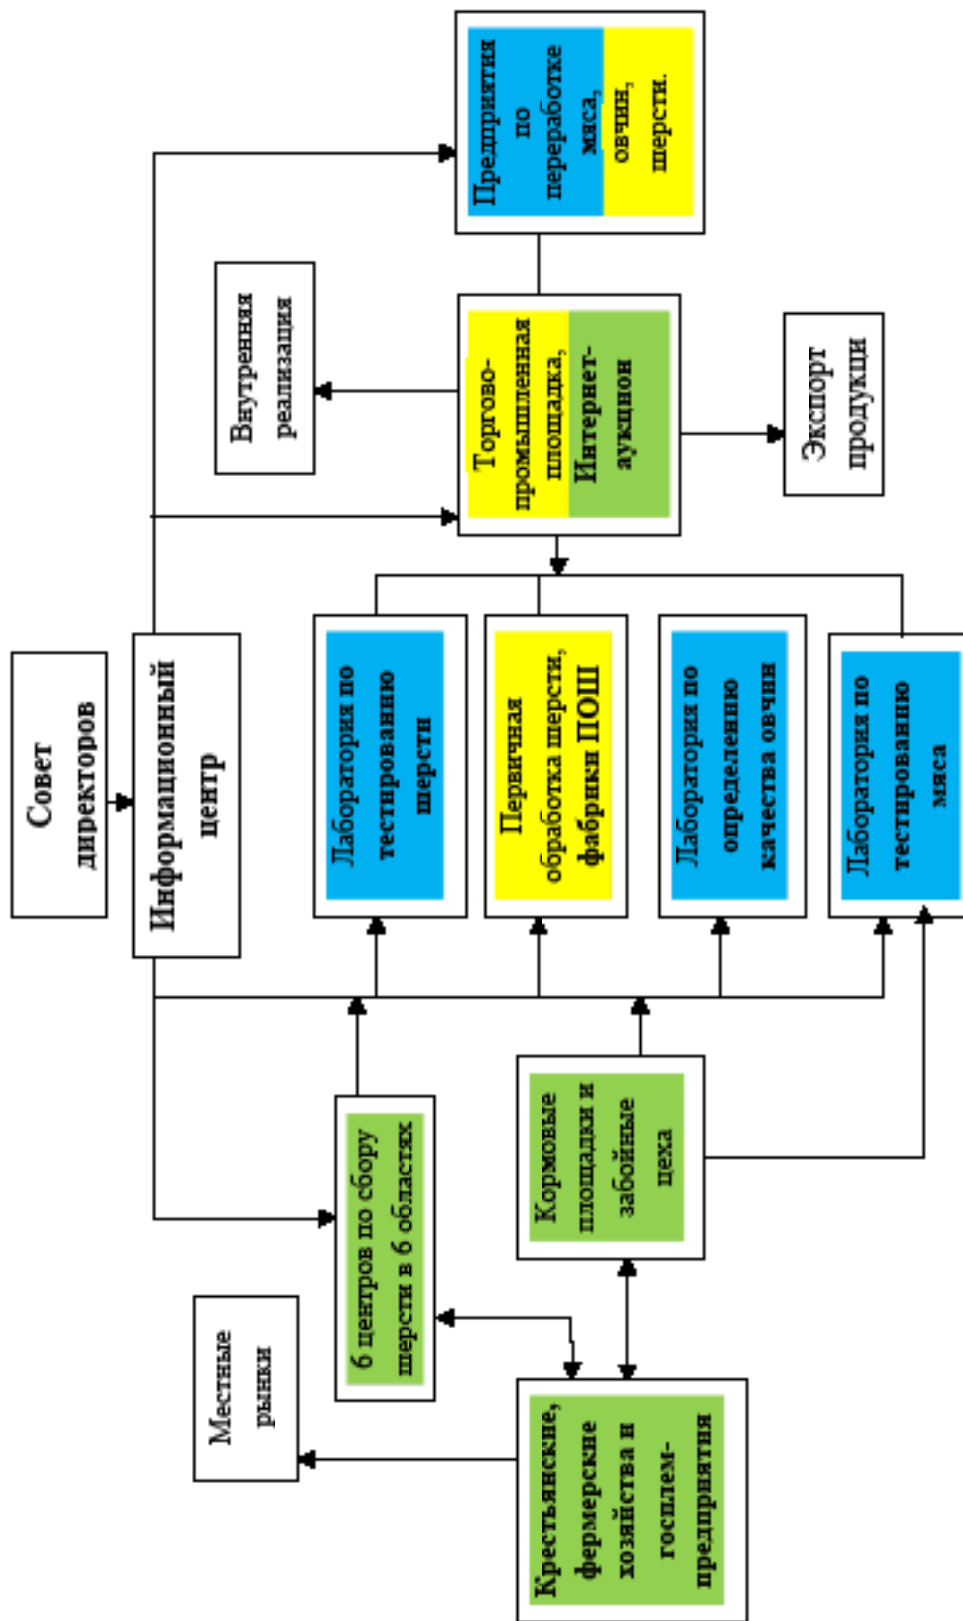 Совет
директоров
Информационный
центр
Местные
рынки
Внутренняя
реализация
6 центров по сбору
шерсти в 6 областях
Лаборатория по
тестированию
шерсти
Торгово-
промышленная
площадка,
Интернет-
аукцион
Предприятия
по
переработке
мяса,
овчин,
шерсти.
Крестьянские,
фермерские
хозяйства и
госплем-
предприятия
Кормовые
площадки и
забойные
цеха
Первичная
обработка шерсти,
фабрики ПОШ
Лаборатория по
определению
качества овчин
Лаборатория по
тестированию
мяса
Экспорт
продукци